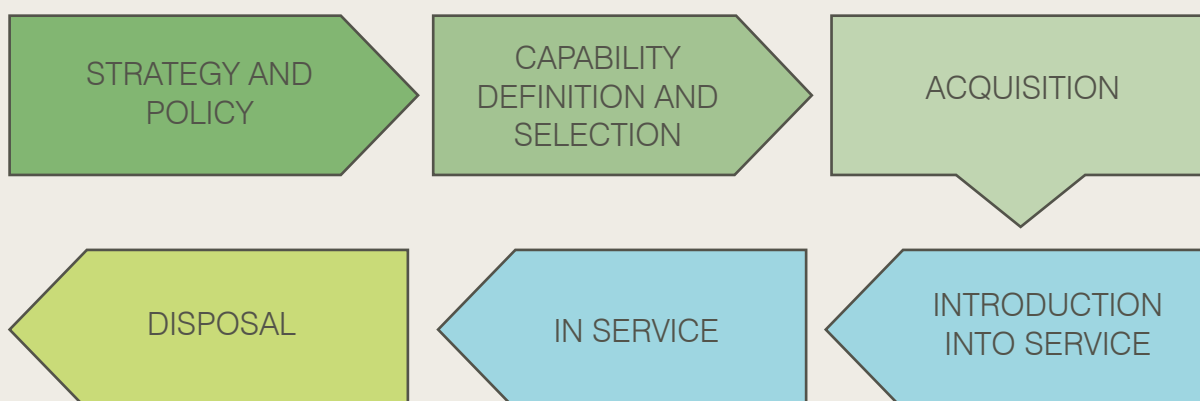 STRATEGY AND
POLICY
CAPABILITY
DEFINITION AND
SELECTION
ACQUISITION
INTRODUCTION
INTO SERVICE
IN SERVICE
DISPOSAL